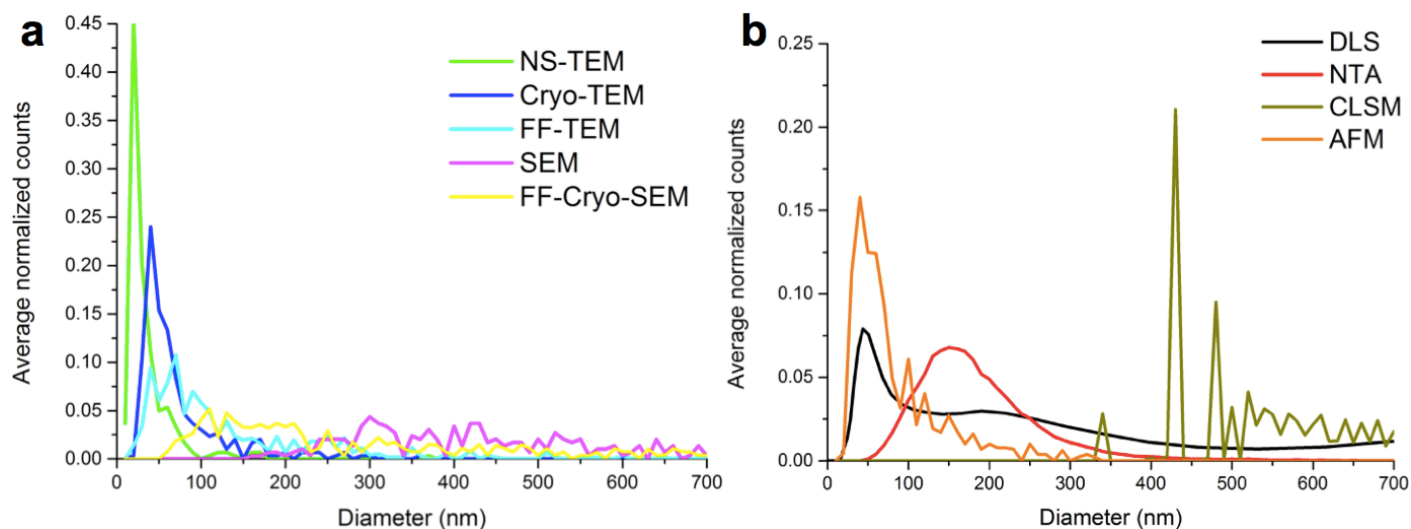 a
0.45
0.40
0.35
0.30
0.25
0.20
0.15
0.10
0.05
0.00
Average normalized counts
0 100 200 300 400 500 600 700
Diameter (nm)
NS-TEM
Cryo-TEM
FF-TEM
SEM
FF-Cryo-SEM
b
0.25
0.20
0.15
0.10
0.05
0.00
Average normalized counts
0 100 200 300 400 500 600 700
Diameter (nm)
DLS
NTA
CLSM
AFM